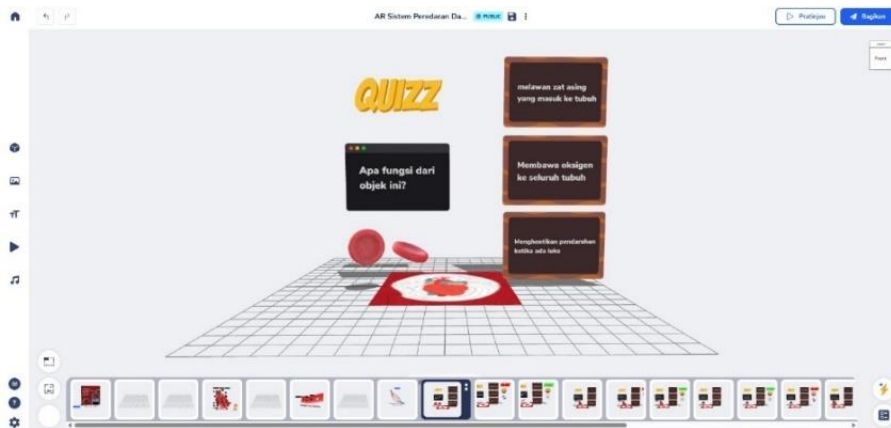 AR Sistem Peredaran Da...
PUBLIC
Pratinjau
Bagikan
Front
QUIZZ
Apa fungsi dari
objek ini?
melawan zat asing
yang masuk ke tubuh
Membawa oksigen
ke seluruh tubuh
Menghentikan pendarahan
ketika ada luka